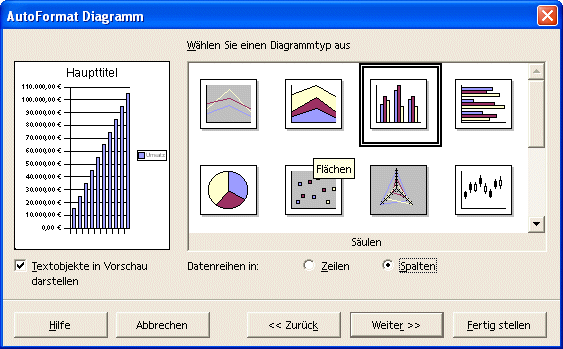 AutoFormat Diagramm
Wählen Sie einen Diagrammtyp aus
Haupttitel
110.000,00 €
100.000,00 €
90.000,00 €
80.000,00 €
70.000,00 €
60.000,00 €
50.000,00 €
40.000,00 €
30.000,00 €
20.000,00 €
10.000,00 €
0,00 €
Umsatz
Flächen
Säulen
Textobjekte in Vorschau
darstellen
Datenreihen in:
Zeilen
Spalten
Hilfe
Abbrechen
<< Zurück
Weiter >>
Fertig stellen